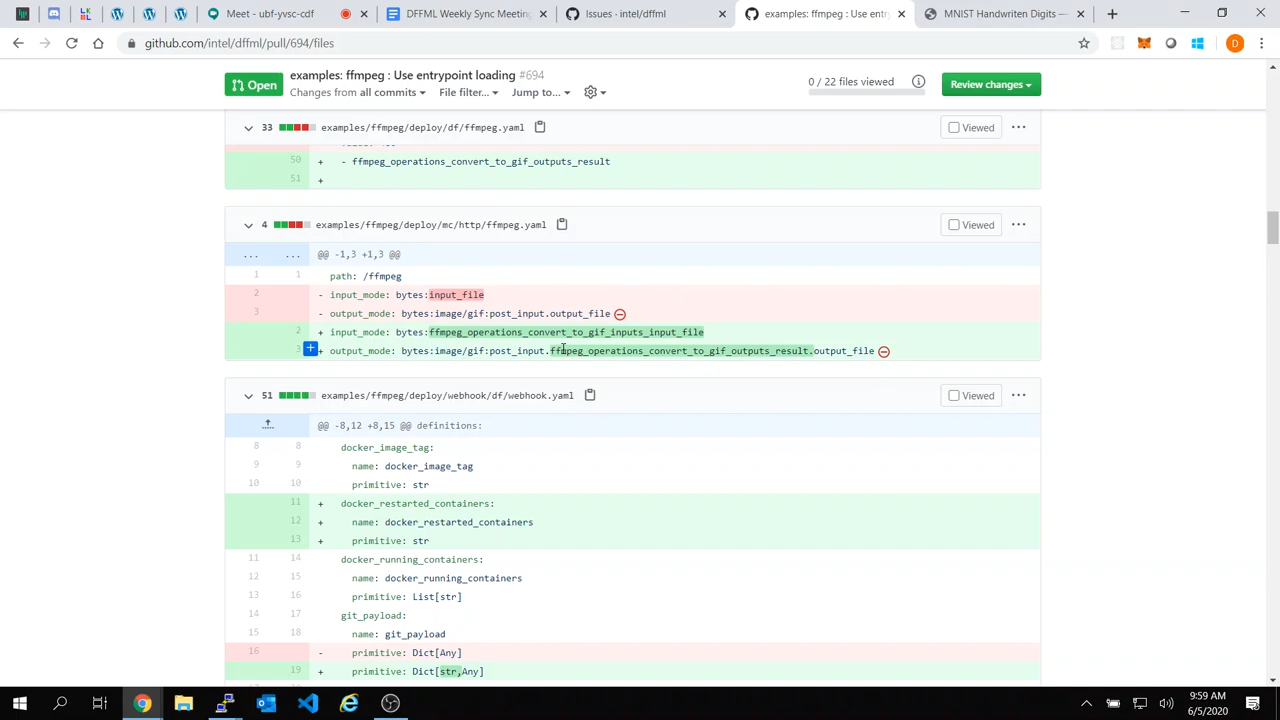 Meet - ubf-yvsc-cdf
DFFML Weekly Sync Meeting
Issues - intel/dffml
examples: ffmpeg : Use entry
MNIST Handwriten Digits —
github.com/intel/dffml/pull/694/files
D
Open
examples: ffmpeg : Use entrypoint loading #694
Changes from all commits
File filter...
Jump to...
0 / 22 files viewed
Review changes
33 examples/ffmpeg/deploy/df/ffmpeg.yaml
Viewed
50 + - ffmpeg_operations_convert_to_gif_outputs_result
51 +
4 examples/ffmpeg/deploy/mc/http/ffmpeg.yaml
Viewed
... ... @@ -1,3 +1,3 @@
1 1 path: /ffmpeg
2 - input_mode: bytes:input_file
3 - output_mode: bytes:image/gif:post_input.output_file
2 + input_mode: bytes:ffmpeg_operations_convert_to_gif_inputs_input_file
3 + output_mode: bytes:image/gif:post_input.ffmpeg_operations_convert_to_gif_outputs_result.output_file
51 examples/ffmpeg/deploy/webhook/df/webhook.yaml
Viewed
@@ -8,12 +8,15 @@ definitions:
8 8 docker_image_tag:
9 9 name: docker_image_tag
10 10 primitive: str
11 + docker_restarted_containers:
12 + name: docker_restarted_containers
13 + primitive: str
11 14 docker_running_containers:
12 15 name: docker_running_containers
13 16 primitive: List[str]
14 17 git_payload:
15 18 name: git_payload
16 - primitive: Dict[Any]
19 + primitive: Dict[str,Any]
9:59 AM
6/5/2020